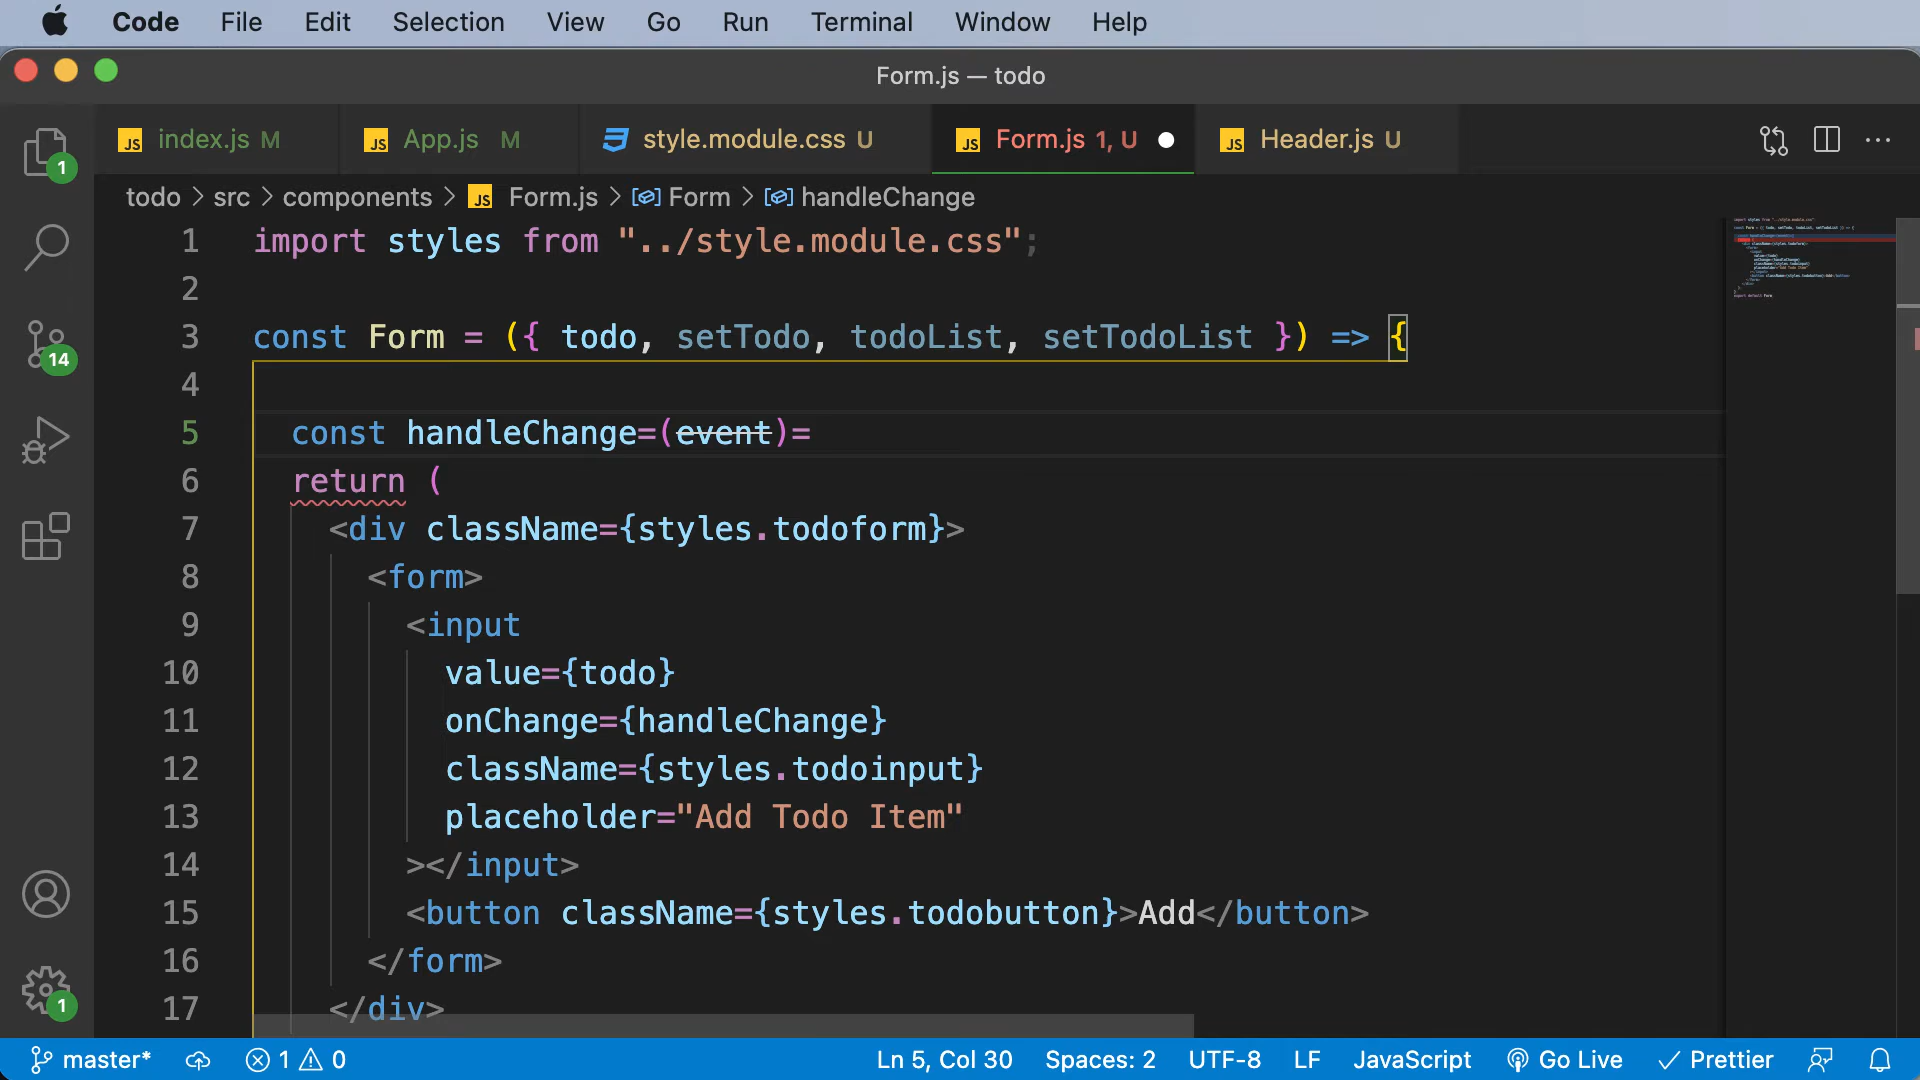 Code File Edit Selection View Go Run Terminal Window Help
Form.js — todo
JS index.js M JS App.js M style.module.css U JS Form.js 1, U JS Header.js U
todo > src > components > JS Form.js > Form > handleChange
1 import styles from "../style.module.css";
2
3 const Form = ({ todo, setTodo, todoList, setTodoList }) => {
4
5 const handleChange=(event)=
6 return (
7 <div className={styles.todoform}>
8 <form>
9 <input
10 value={todo}
11 onChange={handleChange}
12 className={styles.todoinput}
13 placeholder="Add Todo Item"
14 ></input>
15 <button className={styles.todobutton}>Add</button>
16 </form>
17 </div>
1
14
1
master* 1 0 Ln 5, Col 30 Spaces: 2 UTF-8 LF JavaScript Go Live Prettier